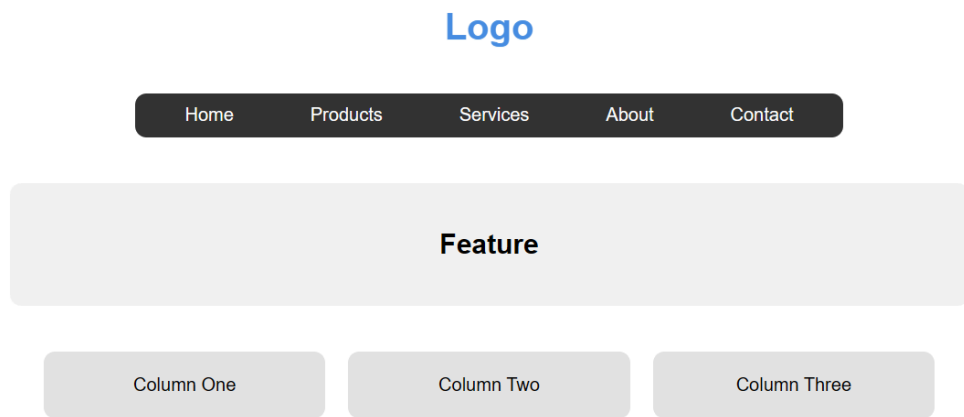 Logo
Home Products Services About Contact
Feature
Column One Column Two Column Three